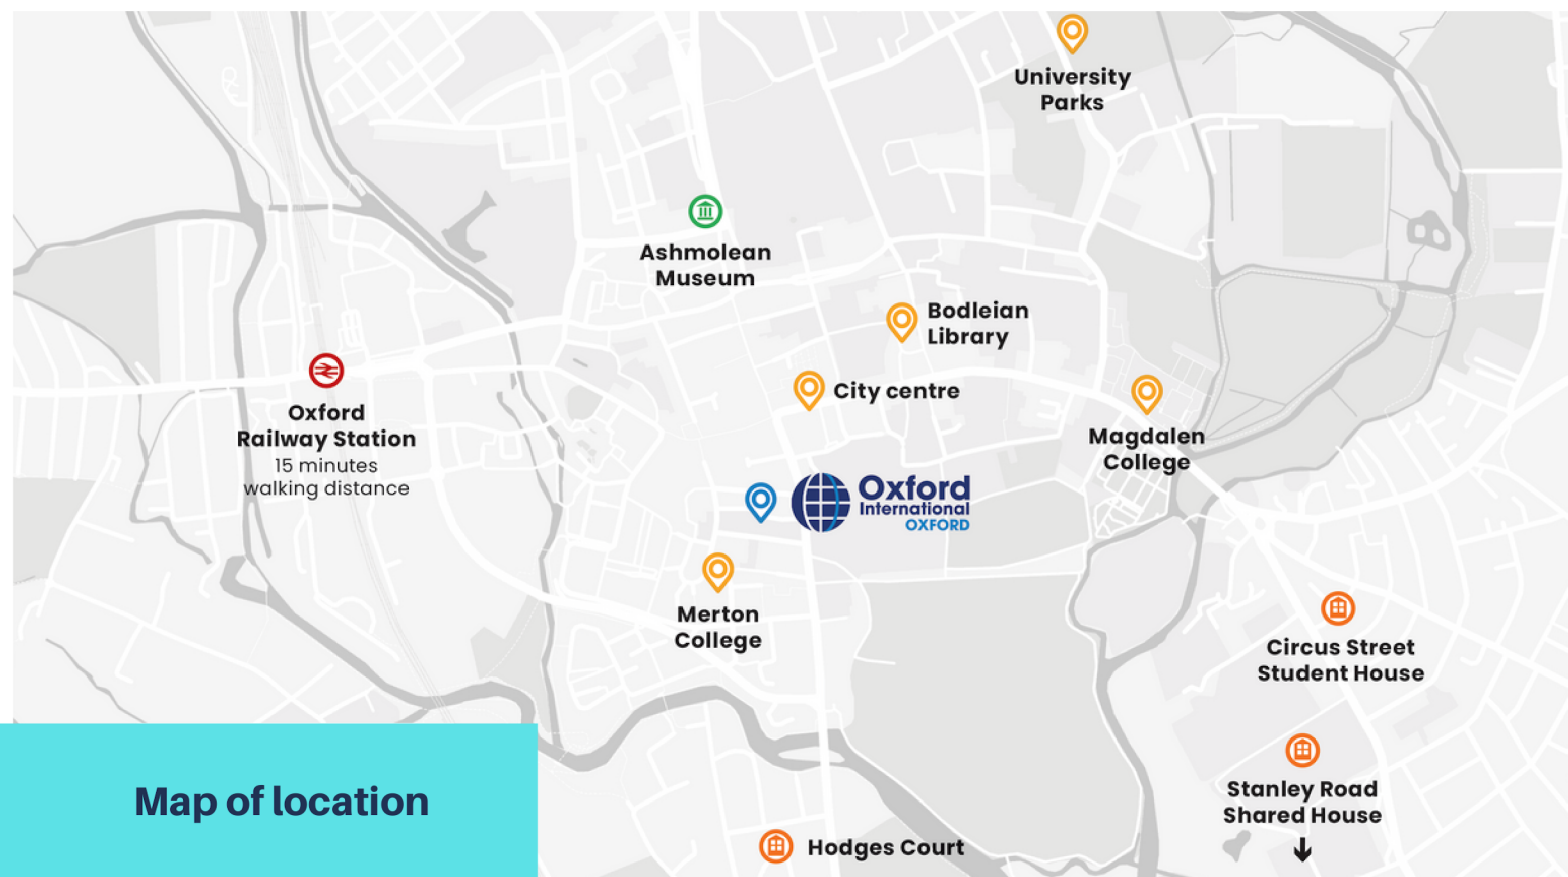 University
Parks
Ashmolean
Museum
Bodleian
Library
City centre
Oxford
Railway Station
15 minutes
walking distance
Magdalen
College
Oxford
International
OXFORD
Merton
College
Circus Street
Student House
Stanley Road
Shared House
Map of location
Hodges Court